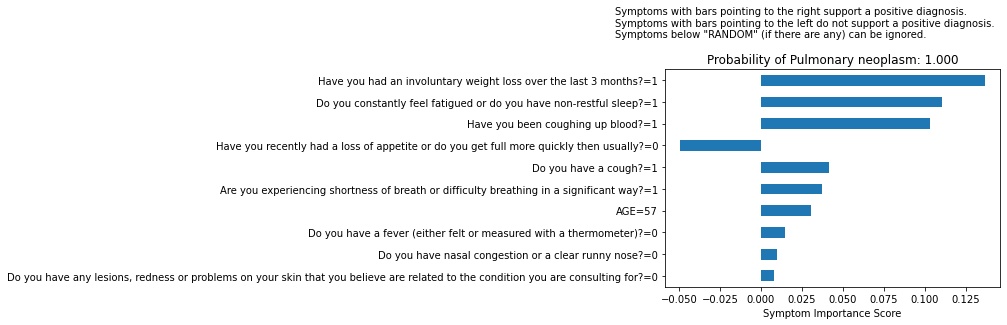 Symptoms with bars pointing to the right support a positive diagnosis.
Symptoms with bars pointing to the left do not support a positive diagnosis.
Symptoms below "RANDOM" (if there are any) can be ignored.
Probability of Pulmonary neoplasm: 1.000
Have you had an involuntary weight loss over the last 3 months?=1
Do you constantly feel fatigued or do you have non-restful sleep?=1
Have you been coughing up blood?=1
Have you recently had a loss of appetite or do you get full more quickly then usually?=0
Do you have a cough?=1
Are you experiencing shortness of breath or difficulty breathing in a significant way?=1
AGE=57
Do you have a fever (either felt or measured with a thermometer)?=0
Do you have nasal congestion or a clear runny nose?=0
Do you have any lesions, redness or problems on your skin that you believe are related to the condition you are consulting for?=0
−0.050 −0.025 0.000 0.025 0.050 0.075 0.100 0.125
Symptom Importance Score